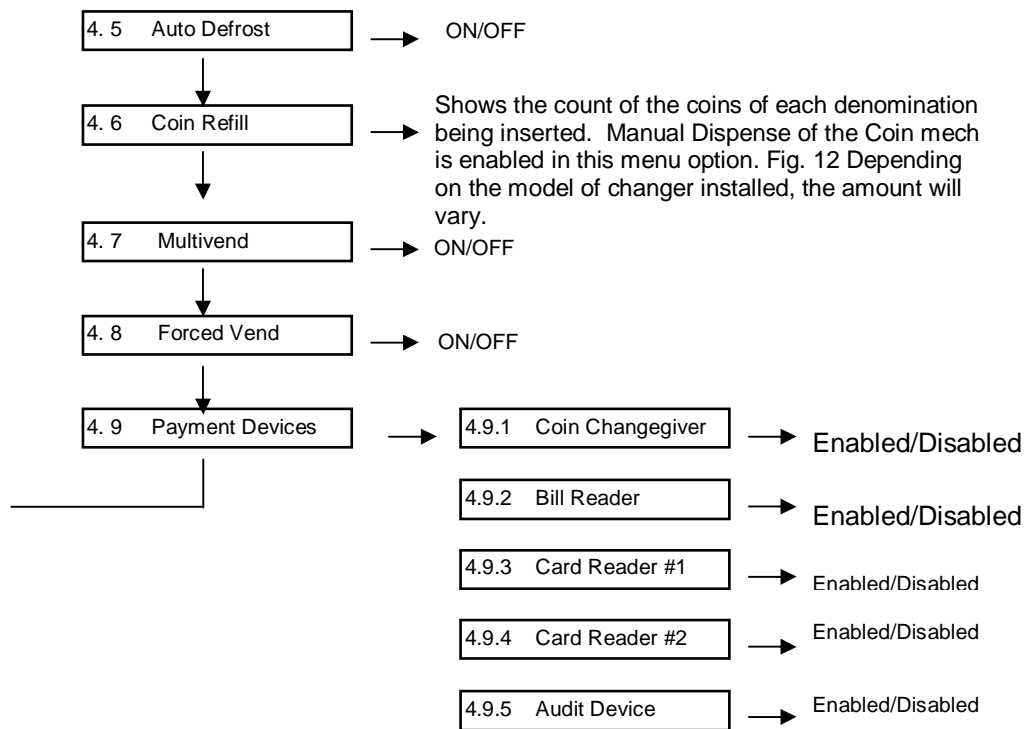 4. 5 Auto Defrost
ON/OFF
4. 6 Coin Refill
Shows the count of the coins of each denomination
being inserted. Manual Dispense of the Coin mech
is enabled in this menu option. Fig. 12 Depending
on the model of changer installed, the amount will
vary.
4. 7 Multivend
ON/OFF
4. 8 Forced Vend
ON/OFF
4. 9 Payment Devices
4.9.1 Coin Changegiver
Enabled/Disabled
4.9.2 Bill Reader
Enabled/Disabled
4.9.3 Card Reader #1
Enabled/Disabled
4.9.4 Card Reader #2
Enabled/Disabled
4.9.5 Audit Device
Enabled/Disabled